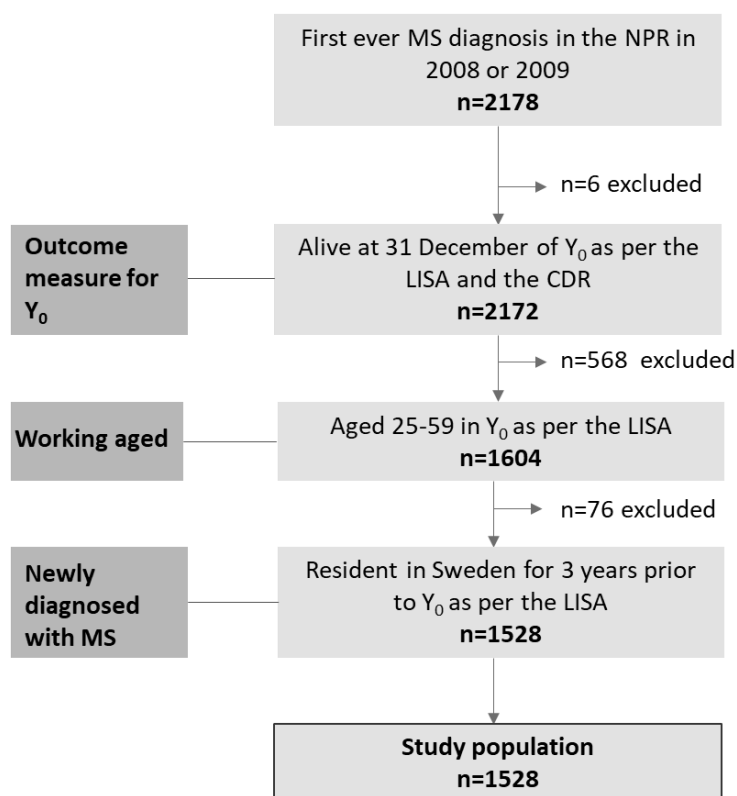 First ever MS diagnosis in the NPR in
2008 or 2009
n=2178
n=6 excluded
Outcome
measure for
Y₀
Alive at 31 December of Y₀ as per the
LISA and the CDR
n=2172
n=568 excluded
Working aged
Aged 25-59 in Y₀ as per the LISA
n=1604
n=76 excluded
Newly
diagnosed
with MS
Resident in Sweden for 3 years prior
to Y₀ as per the LISA
n=1528
Study population
n=1528